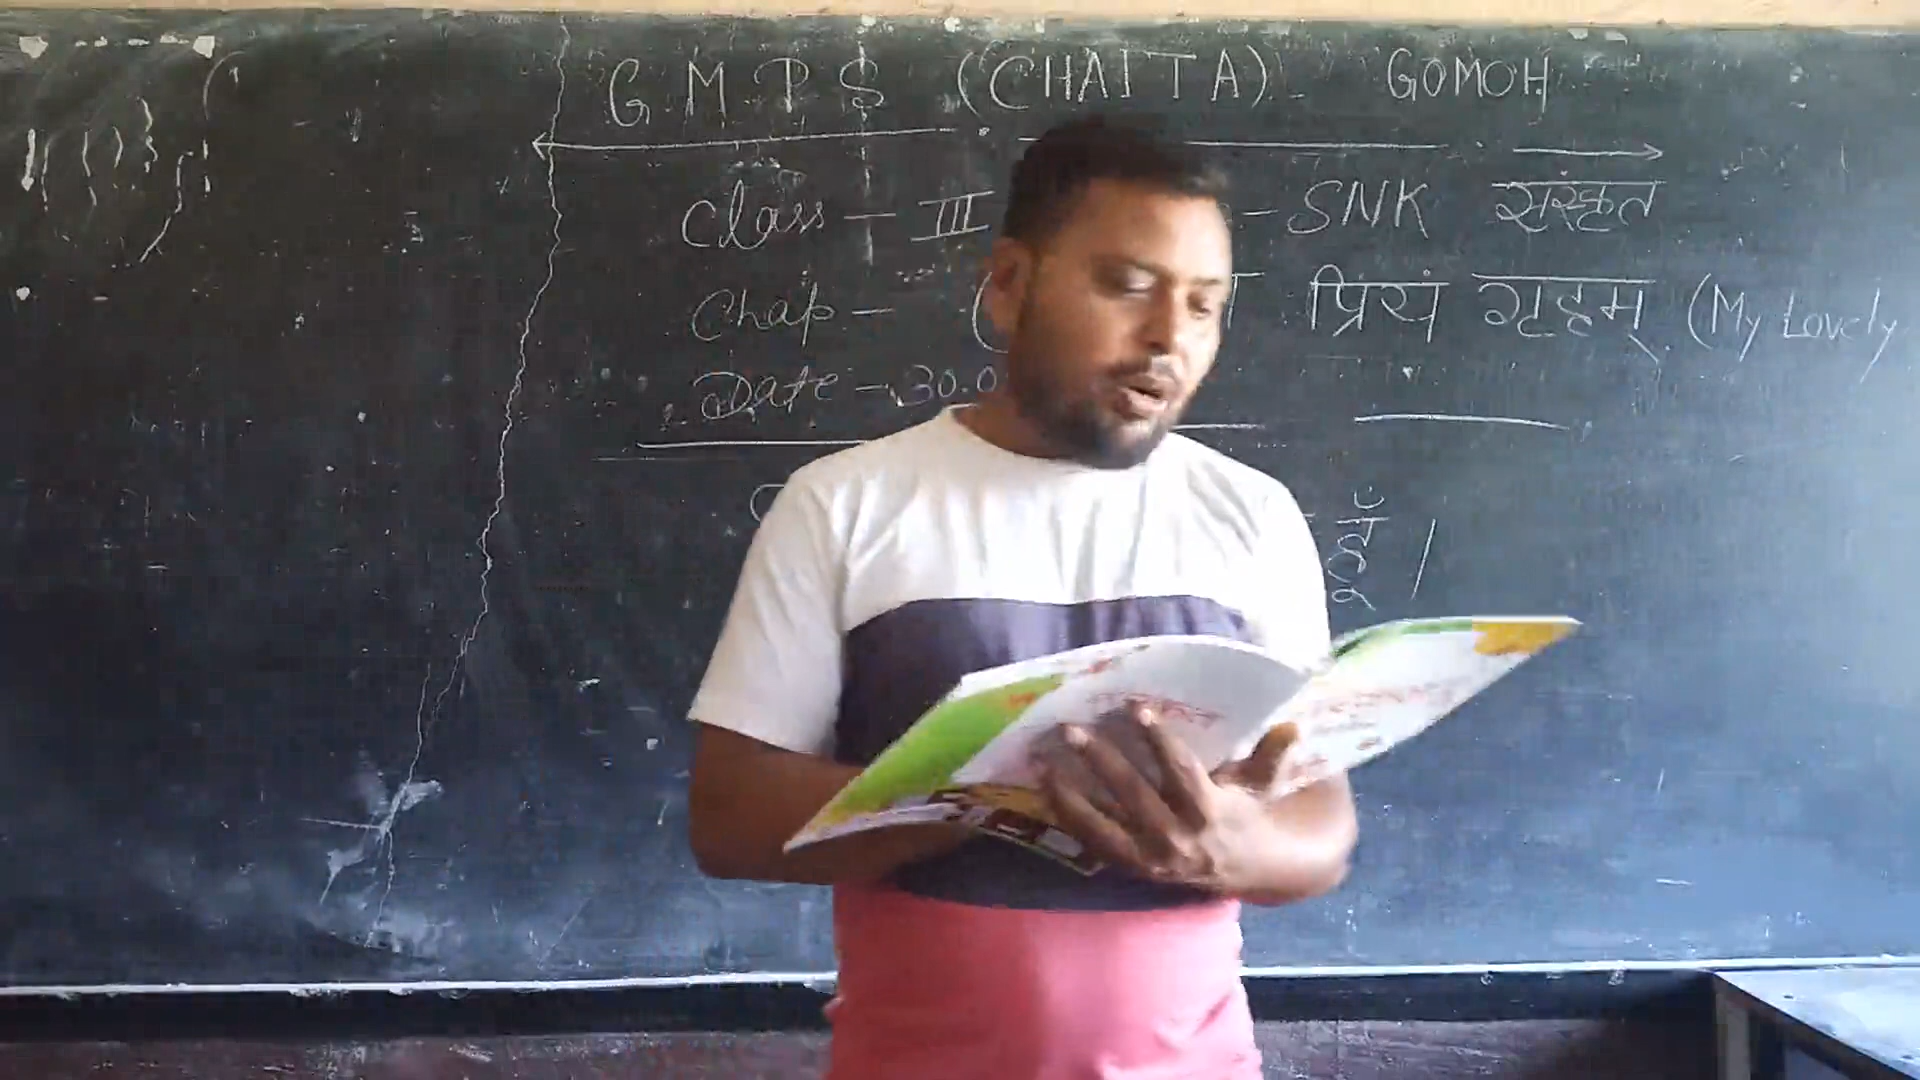 G M P S (CHAITA) GOMOH
Class - III - SNK संस्कृत
Chap - ( प्रियं गृहम् (My Lovely
Date - 30.0
हूँ ।